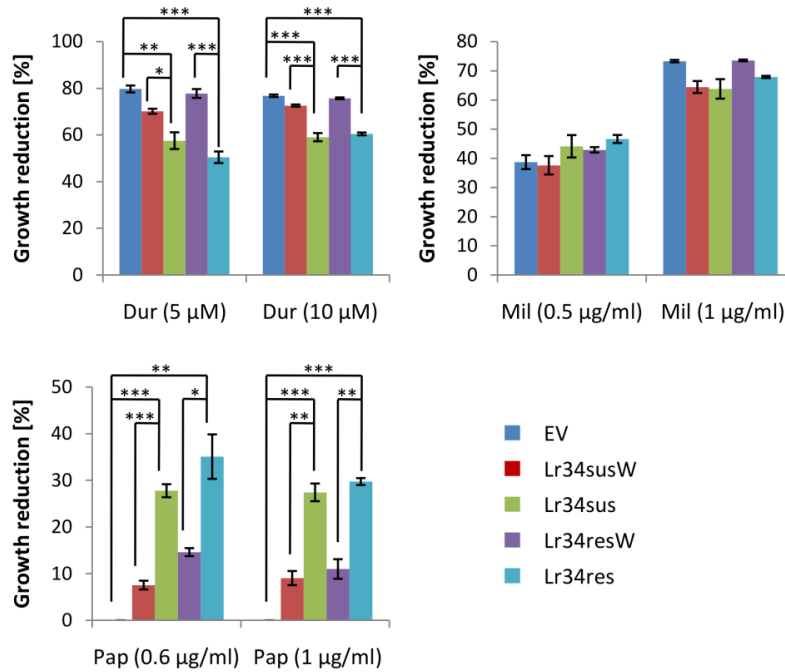 Growth reduction [%]
100
80
60
40
20
0
***
**
*
***
***
***
***
***
Dur (5 µM)
Dur (10 µM)
Growth reduction [%]
80
70
60
50
40
30
20
10
0
Mil (0.5 µg/ml)
Mil (1 µg/ml)
Growth reduction [%]
50
40
30
20
10
0
**
***
***
*
***
***
**
**
Pap (0.6 µg/ml)
Pap (1 µg/ml)
EV
Lr34susW
Lr34sus
Lr34resW
Lr34res